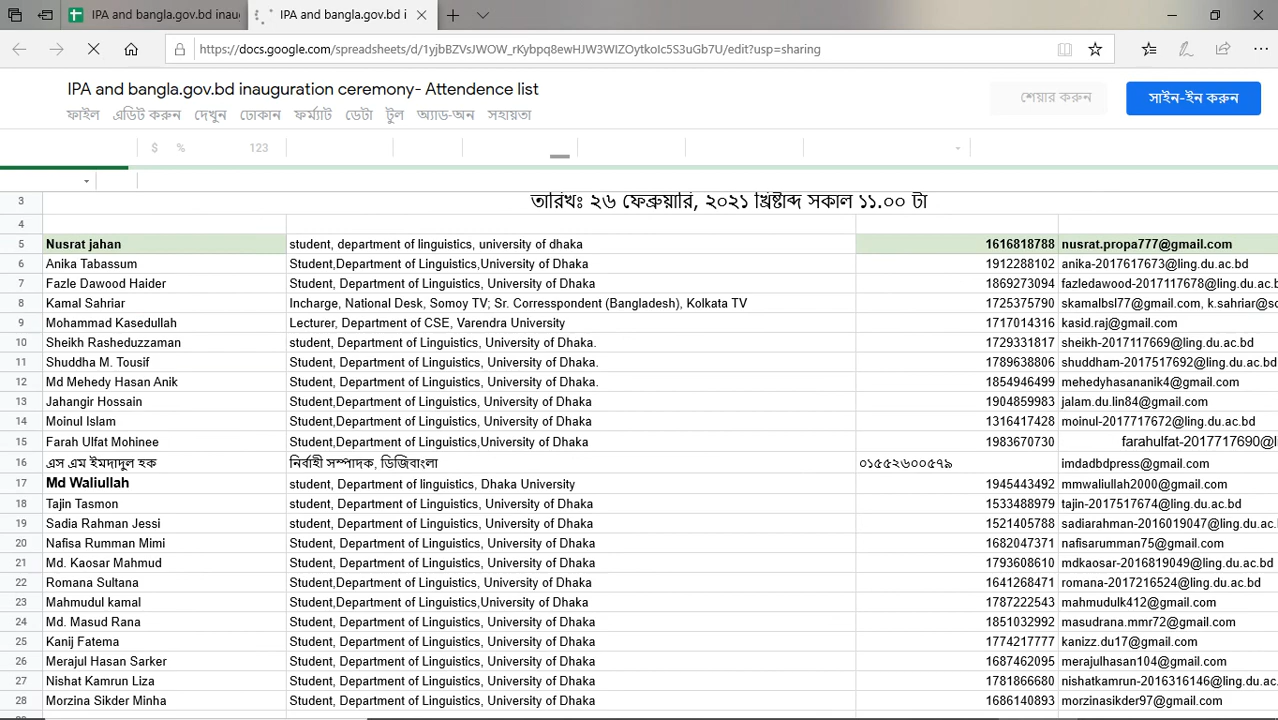 IPA and bangla.gov.bd inau
IPA and bangla.gov.bd i
https://docs.google.com/spreadsheets/d/1yjbBZVsJWOW_rKybpq8ewHJW3WIZOytkoIc5S3uGb7U/edit?usp=sharing
IPA and bangla.gov.bd inauguration ceremony- Attendence list
শেয়ার করুন
সাইন-ইন করুন
ফাইল এডিট করুন দেখুন ঢোকান ফর্ম্যাট ডেটা টুল অ্যাড-অন সহায়তা
$ % 123
3 তারিখঃ ২৬ ফেব্রুয়ারি, ২০২১ খ্রিষ্টাব্দ সকাল ১১.০০ টা
4
5 Nusrat jahan student, department of linguistics, university of dhaka 1616818788 nusrat.propa777@gmail.com
6 Anika Tabassum Student,Department of Linguistics,University of Dhaka 1912288102 anika-2017617673@ling.du.ac.bd
7 Fazle Dawood Haider Student, Department of Linguistics, University of Dhaka 1869273094 fazledawood-2017117678@ling.du.ac.b
8 Kamal Sahriar Incharge, National Desk, Somoy TV; Sr. Correspondent (Bangladesh), Kolkata TV 1725375790 skamalbsl77@gmail.com, k.sahriar@so
9 Mohammad Kasedullah Lecturer, Department of CSE, Varendra University 1717014316 kasid.raj@gmail.com
10 Sheikh Rasheduzzaman student, Department of Linguistics, University of Dhaka. 1729331817 sheikh-2017117669@ling.du.ac.bd
11 Shuddha M. Tousif Student, Department of Linguistics, University of Dhaka. 1789638806 shuddham-2017517692@ling.du.ac.bd
12 Md Mehedy Hasan Anik Student, Department of Linguistics, University of Dhaka. 1854946499 mehedyhasananik4@gmail.com
13 Jahangir Hossain Student,Department of Linguistics, University of Dhaka 1904859983 jalam.du.lin84@gmail.com
14 Moinul Islam Student, Department of Linguistics, University of Dhaka 1316417428 moinul-2017717672@ling.du.ac.bd
15 Farah Ulfat Mohinee Student,Department of Linguistics,University of Dhaka 1983670730 farahulfat-2017717690@li
16 এস এম ইমদাদুল হক নির্বাহী সম্পাদক, ডিজিবাংলা ০১৫৫২৬০০৫৭৯ imdadbdpress@gmail.com
17 Md Waliullah student, Department of linguistics, Dhaka University 1945443492 mmwaliullah2000@gmail.com
18 Tajin Tasmon student, Department of Linguistics, University of Dhaka 1533488979 tajin-2017517674@ling.du.ac.bd
19 Sadia Rahman Jessi student, Department of Linguistics, University of Dhaka 1521405788 sadiarahman-2016019047@ling.du.ac.
20 Nafisa Rumman Mimi Student, Department of Linguistics, University of Dhaka 1682047371 nafisarumman75@gmail.com
21 Md. Kaosar Mahmud Student, Department of Linguistics, University of Dhaka 1793608610 mdkaosar-2016819049@ling.du.ac.bd
22 Romana Sultana Student,Department of Linguistics,University of Dhaka 1641268471 romana-2017216524@ling.du.ac.bd
23 Mahmudul kamal Student,Department of Linguistics,University of Dhaka 1787222543 mahmudulk412@gmail.com
24 Md. Masud Rana Student, Department of Linguistics, University of Dhaka 1851032992 masudrana.mmr72@gmail.com
25 Kanij Fatema Student, Department of Linguistics, University of Dhaka 1774217777 kanizz.du17@gmail.com
26 Merajul Hasan Sarker Student, Department of Linguistics, University of Dhaka 1687462095 merajulhasan104@gmail.com
27 Nishat Kamrun Liza Student, Department of Linguistics, University of Dhaka 1781866680 nishatkamrun-2016316146@ling.du.ac.
28 Morzina Sikder Minha Student, Department of Linguistics, University of Dhaka 1686140893 morzinasikder97@gmail.com